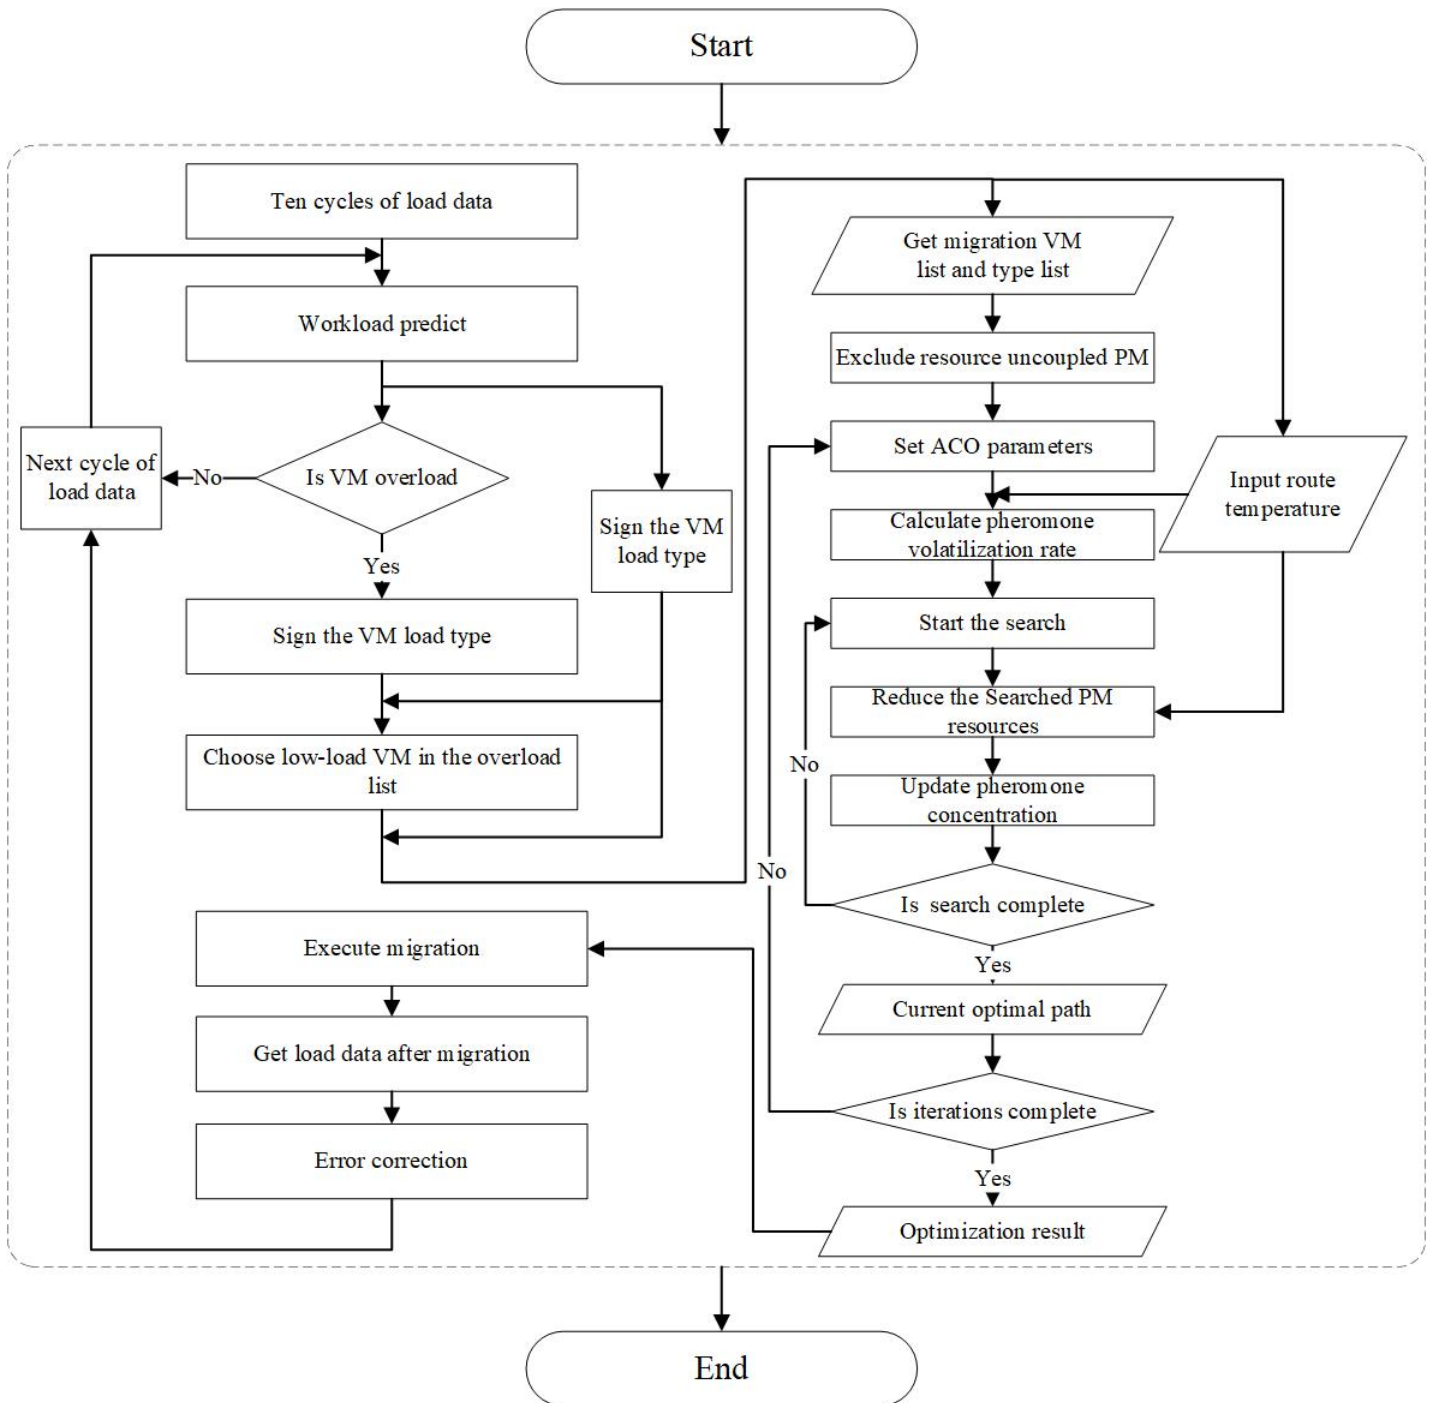 Start
Ten cycles of load data
Workload predict
Is VM overload
No
Next cycle of
load data
Yes
Sign the VM
load type
Sign the VM load type
Choose low-load VM in the overload
list
Execute migration
Get load data after migration
Error correction
Get migration VM
list and type list
Exclude resource uncoupled PM
Set ACO parameters
Input route
temperature
Calculate pheromone
volatilization rate
Start the search
Reduce the Searched PM
resources
No
Update pheromone
concentration
No
Is search complete
Yes
Current optimal path
Is iterations complete
Yes
Optimization result
End